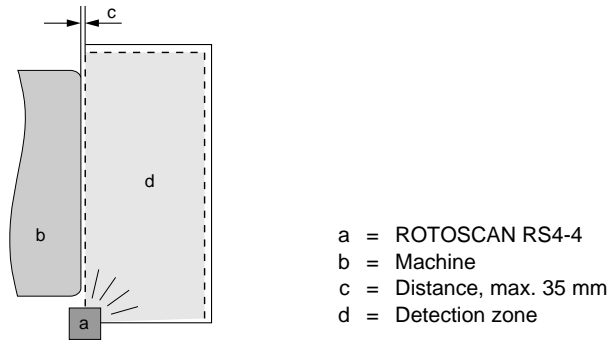 c
d
b
a
a = ROTOSCAN RS4-4
b = Machine
c = Distance, max. 35 mm
d = Detection zone